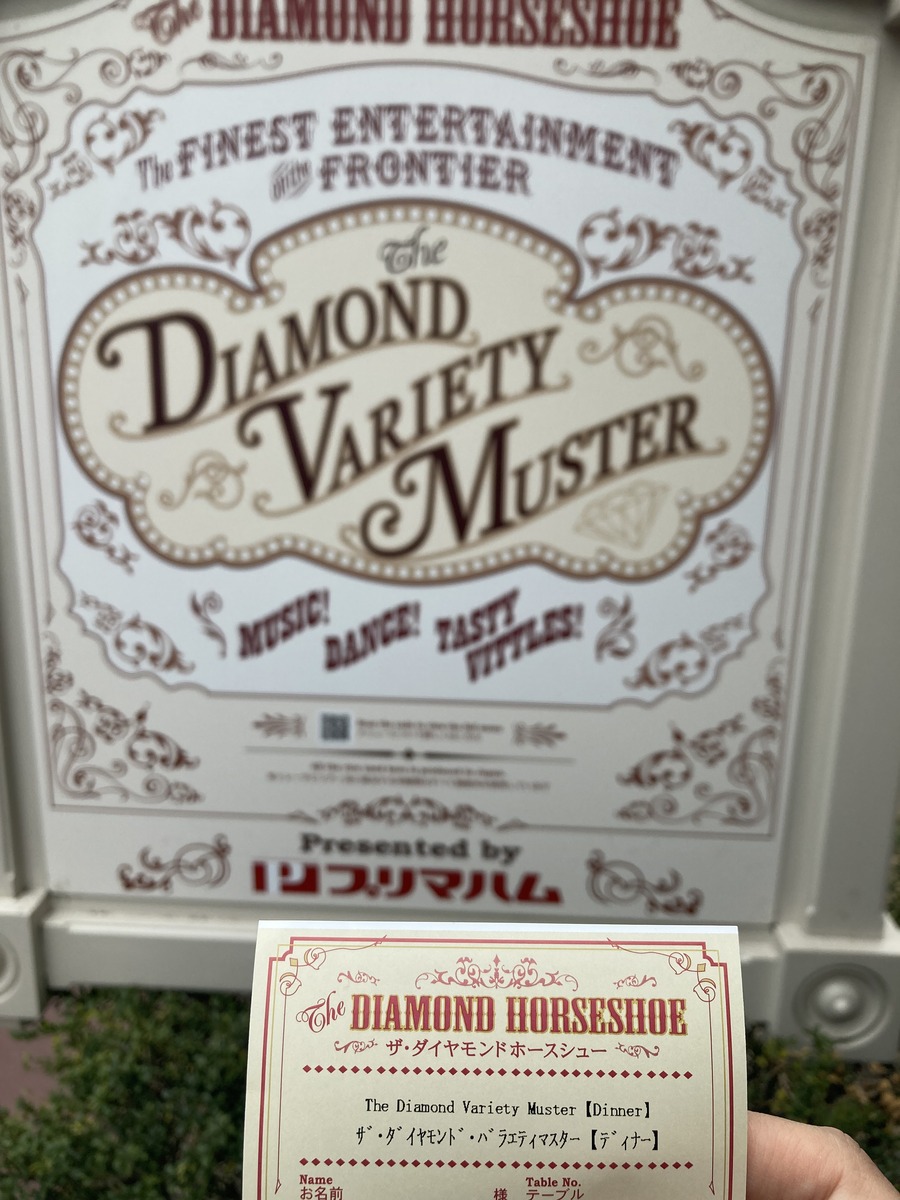 The DIAMOND HORSESHOE
The FINEST ENTERTAINMENT
on the FRONTIER
The
DIAMOND
VARIETY
MUSTER
MUSIC!
DANCE!
TASTY
VITTLES!
Presented by
プリマハム
The DIAMOND HORSESHOE
ザ・ダイヤモンドホースシュー
The Diamond Variety Muster【Dinner】
ザ・ダイヤモンド・バラエティマスター【ディナー】
Name Table No.
お名前 様 テーブル